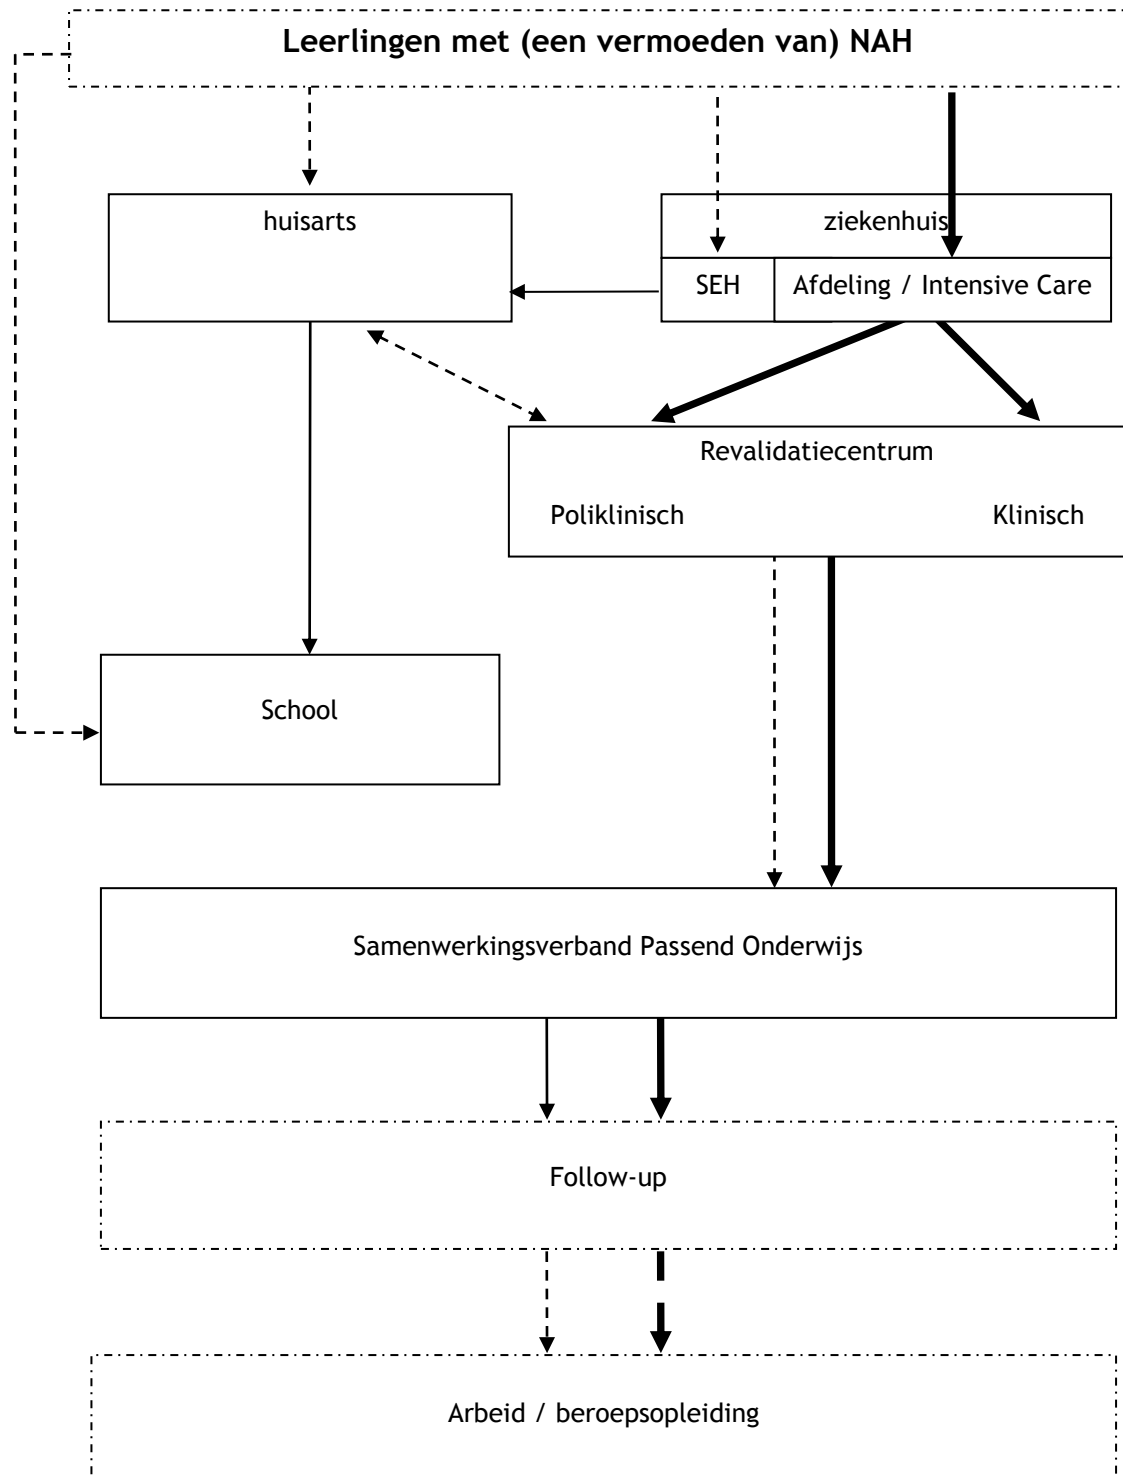 Leerlingen met (een vermoeden van) NAH
huisarts
ziekenhuis
SEH
Afdeling / Intensive Care
Revalidatiecentrum
Poliklinisch
Klinisch
School
Samenwerkingsverband Passend Onderwijs
Follow-up
Arbeid / beroepsopleiding